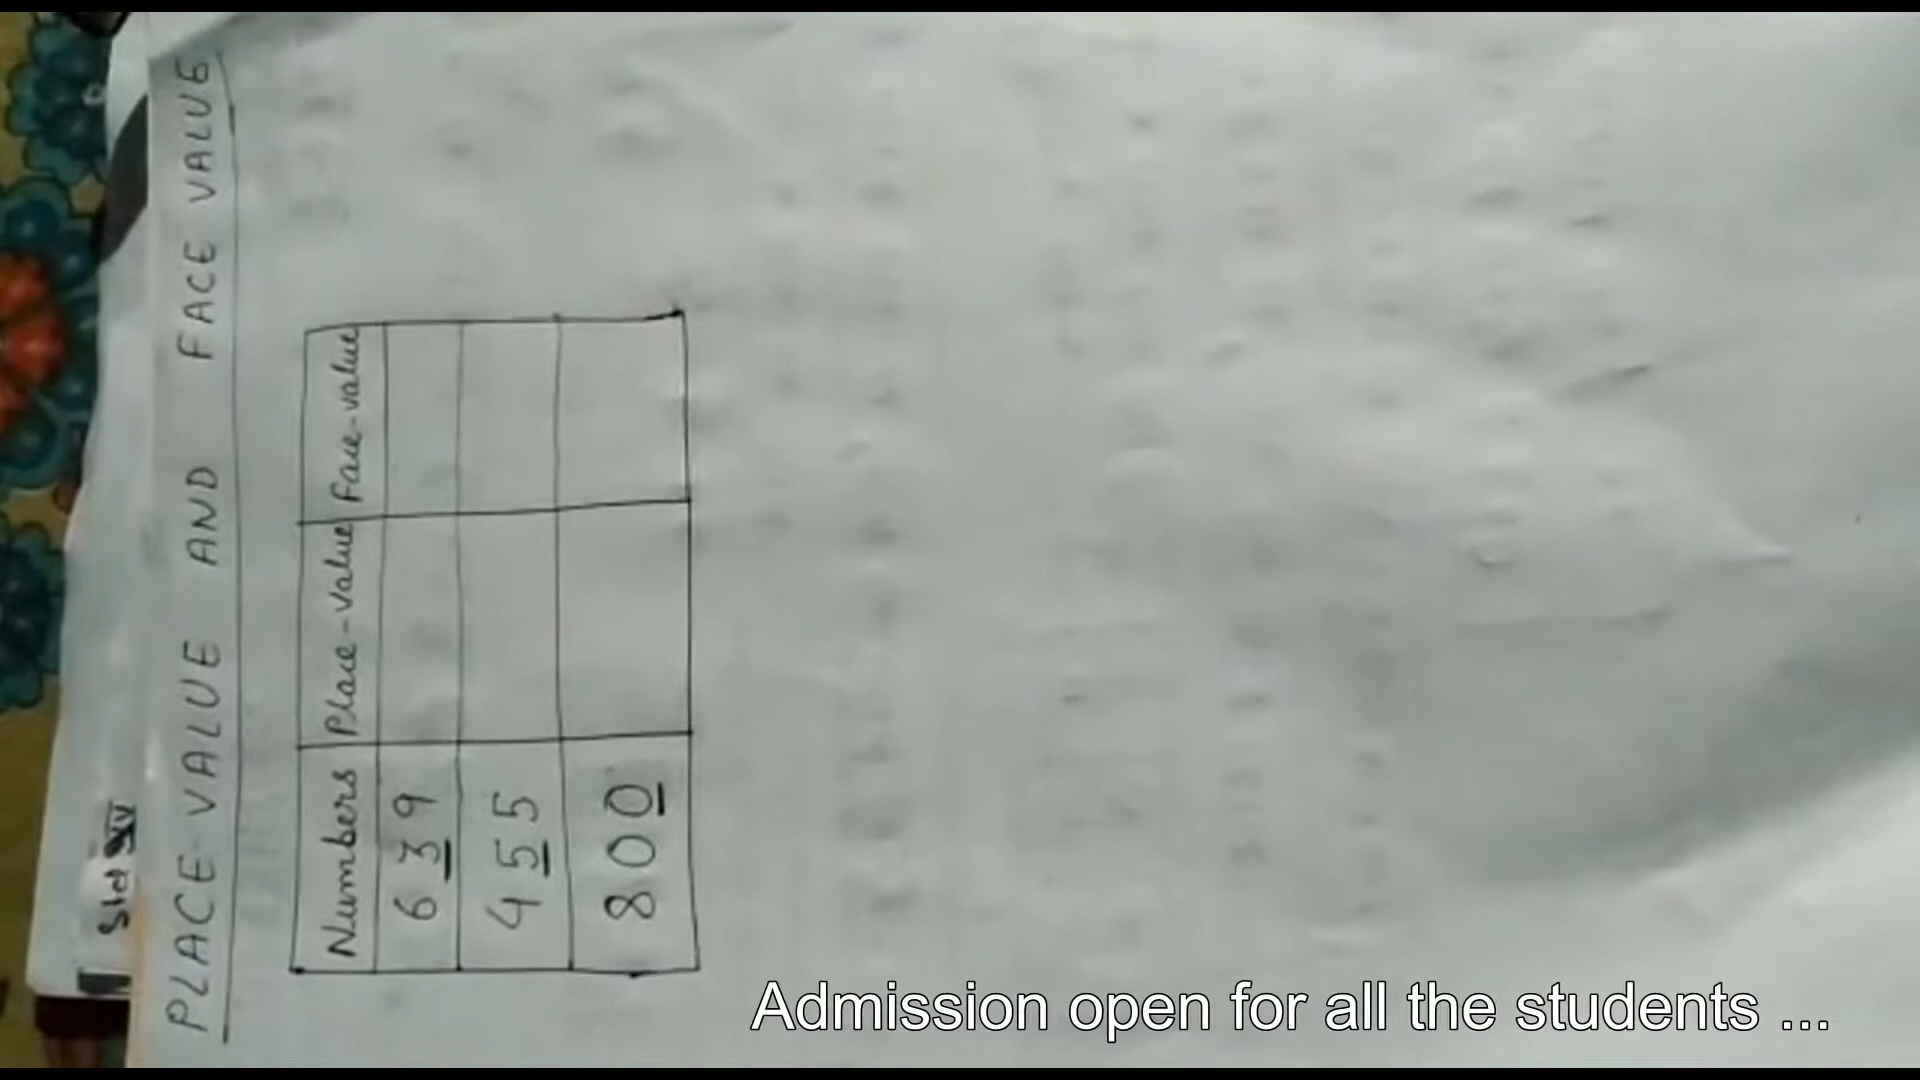 PLACE-VALUE AND FACE VALUE
Numbers Place-value Face-value
639
455
800
Admission open for all the students ...